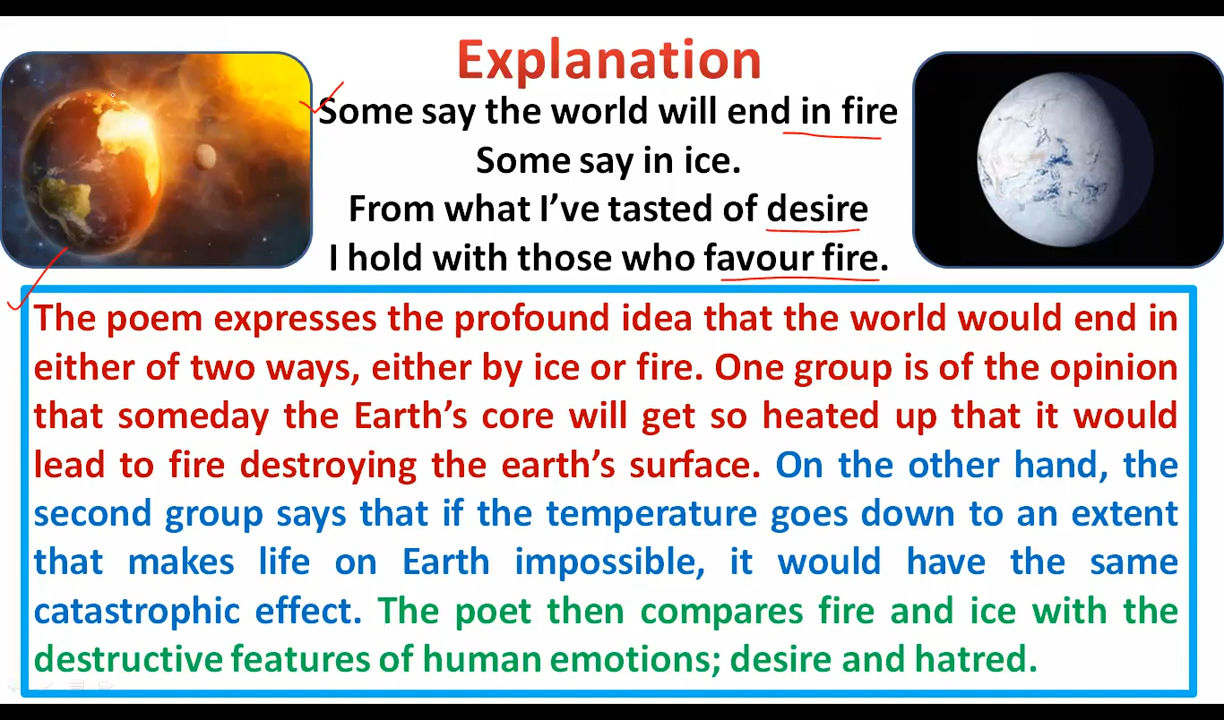 Explanation
Some say the world will end in fire
Some say in ice.
From what I’ve tasted of desire
I hold with those who favour fire.
The poem expresses the profound idea that the world would end in
either of two ways, either by ice or fire. One group is of the opinion
that someday the Earth’s core will get so heated up that it would
lead to fire destroying the earth’s surface. On the other hand, the
second group says that if the temperature goes down to an extent
that makes life on Earth impossible, it would have the same
catastrophic effect. The poet then compares fire and ice with the
destructive features of human emotions; desire and hatred.